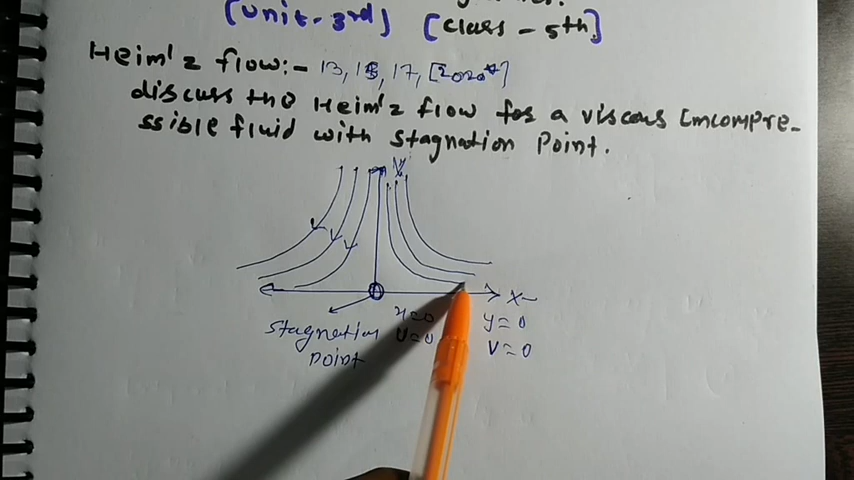 (Unit-3rd) [class - 5th]
Heim'z flow:- 13, 15, 17, [2020*]
discuss the Heim'z flow for a viscous Incompre-
ssible fluid with stagnation Point.
Y
X
x=0 y=0
Stagnation U=0 V=0
Point